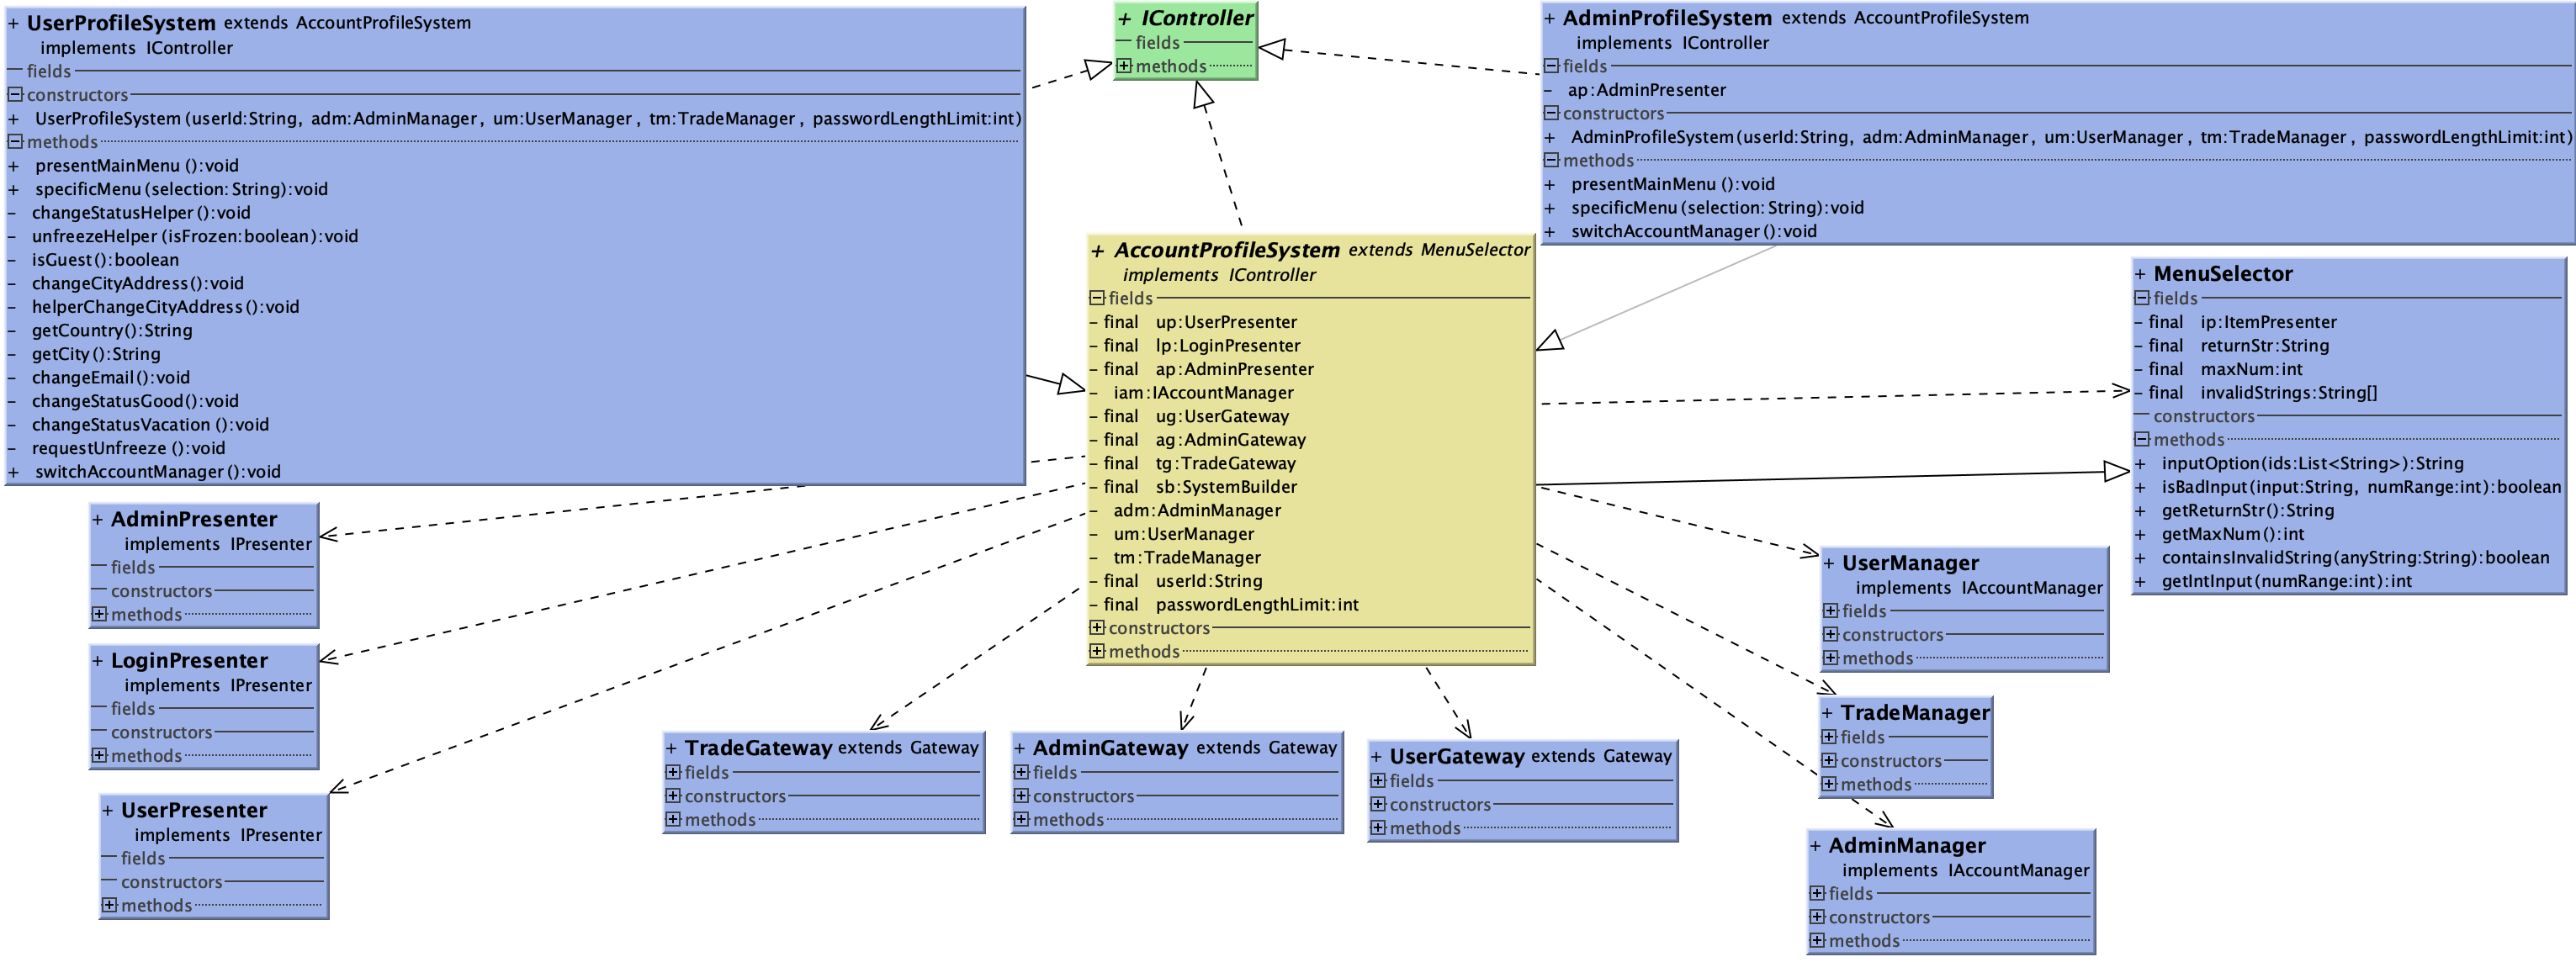 + UserProfileSystem extends AccountProfileSystem
implements IController
fields
constructors
+ UserProfileSystem(userId:String, adm:AdminManager, um:UserManager, tm:TradeManager, passwordLengthLimit:int)
methods
+ presentMainMenu():void
+ specificMenu(selection:String):void
- changeStatusHelper():void
- unfreezeHelper(isFrozen:boolean):void
- isGuest():boolean
- changeCityAddress():void
- helperChangeCityAddress():void
- getCountry():String
- getCity():String
- changeEmail():void
- changeStatusGood():void
- changeStatusVacation():void
- requestUnfreeze():void
+ switchAccountManager():void
+ IController
fields
methods
+ AdminProfileSystem extends AccountProfileSystem
implements IController
fields
- ap:AdminPresenter
constructors
+ AdminProfileSystem(userId:String, adm:AdminManager, um:UserManager, tm:TradeManager, passwordLengthLimit:int)
methods
+ presentMainMenu():void
+ specificMenu(selection:String):void
+ switchAccountManager():void
+ AccountProfileSystem extends MenuSelector
implements IController
fields
- final up:UserPresenter
- final lp:LoginPresenter
- final ap:AdminPresenter
- iam:IAccountManager
- final ug:UserGateway
- final ag:AdminGateway
- final tg:TradeGateway
- final sb:SystemBuilder
- adm:AdminManager
- um:UserManager
- tm:TradeManager
- final userId:String
- final passwordLengthLimit:int
constructors
methods
+ MenuSelector
fields
- final ip:ItemPresenter
- final returnStr:String
- final maxNum:int
- final invalidStrings:String[]
constructors
methods
+ inputOption(ids:List<String>):String
+ isBadInput(input:String, numRange:int):boolean
+ getReturnStr():String
+ getMaxNum():int
+ containsInvalidString(anyString:String):boolean
+ getIntInput(numRange:int):int
+ AdminPresenter
implements IPresenter
fields
constructors
methods
+ LoginPresenter
implements IPresenter
fields
constructors
methods
+ UserPresenter
implements IPresenter
fields
constructors
methods
+ TradeGateway extends Gateway
fields
constructors
methods
+ AdminGateway extends Gateway
fields
constructors
methods
+ UserGateway extends Gateway
fields
constructors
methods
+ UserManager
implements IAccountManager
fields
constructors
methods
+ TradeManager
fields
constructors
methods
+ AdminManager
implements IAccountManager
fields
constructors
methods